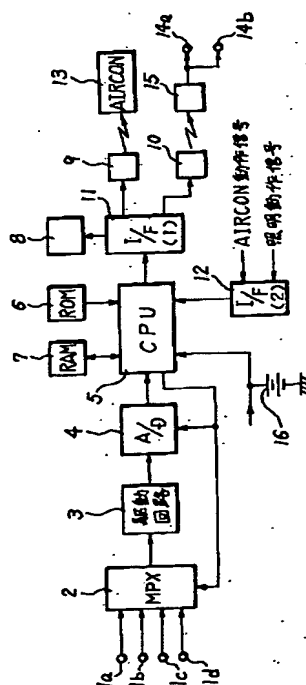 1a
1b
1c
1d
2
MPX
3
駆動
回路
4
A/D
5
CPU
6
ROM
7
RAM
8
9
10
11
I/F
(1)
12
I/F
(2)
AIRCON動作信号
照明動作信号
13
AIRCON
14a
14b
15
16